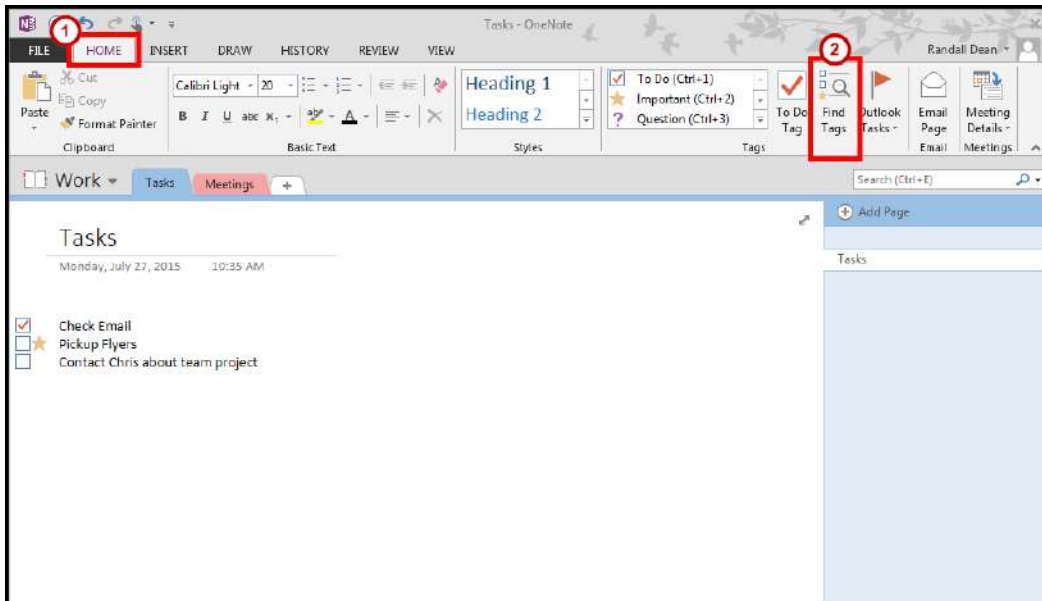 1
Tasks - OneNote
FILE HOME INSERT DRAW HISTORY REVIEW VIEW
2
Randall Dean
Cut
Copy
Format Painter
Paste
Clipboard
Calibri Light 20
B I U abc X₁ aby A
Basic Text
Heading 1
Heading 2
Styles
To Do (Ctrl+1)
Important (Ctrl+2)
? Question (Ctrl+3)
To Do Tag
Find Tags
Outlook Tasks
Tags
Email Page
Email
Meeting Details
Meetings
Work Tasks Meetings +
Search (Ctrl+E)
Add Page
Tasks
Tasks
Monday, July 27, 2015 10:35 AM
Check Email
Pickup Flyers
Contact Chris about team project